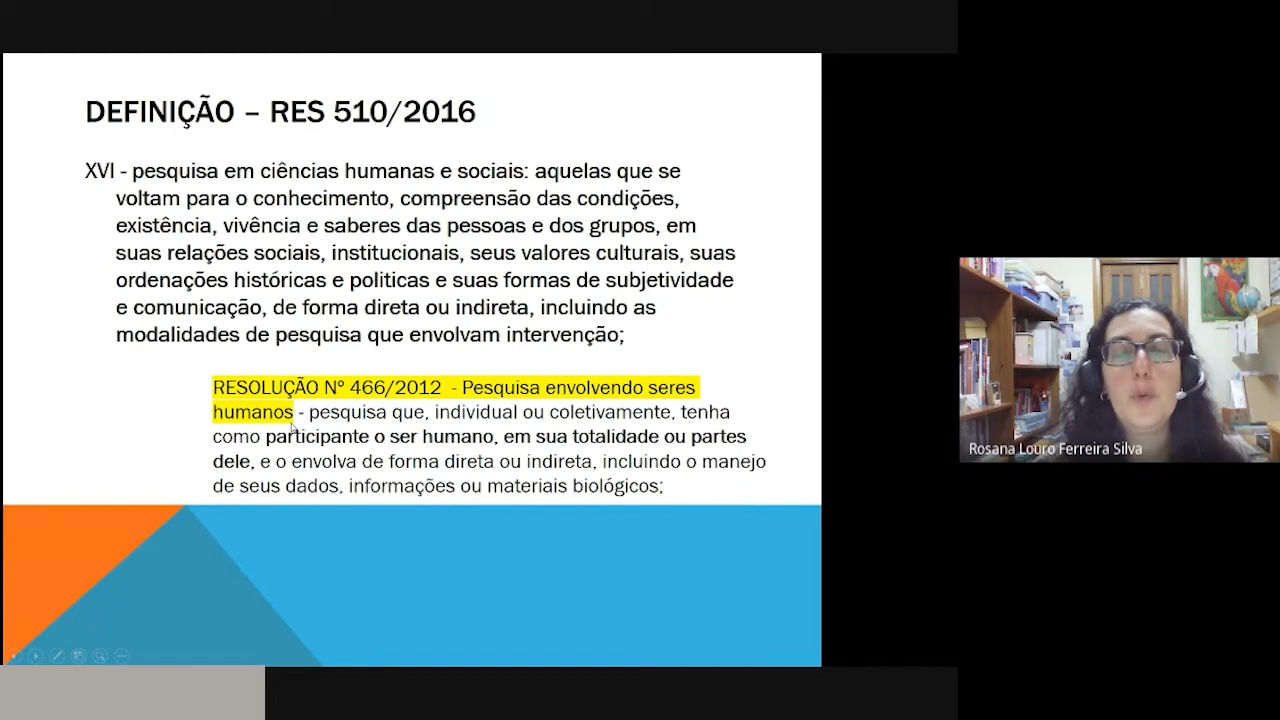 DEFINIÇÃO – RES 510/2016
XVI - pesquisa em ciências humanas e sociais: aquelas que se
voltam para o conhecimento, compreensão das condições,
existência, vivência e saberes das pessoas e dos grupos, em
suas relações sociais, institucionais, seus valores culturais, suas
ordenações históricas e politicas e suas formas de subjetividade
e comunicação, de forma direta ou indireta, incluindo as
modalidades de pesquisa que envolvam intervenção;
RESOLUÇÃO Nº 466/2012 - Pesquisa envolvendo seres
humanos - pesquisa que, individual ou coletivamente, tenha
como participante o ser humano, em sua totalidade ou partes
dele, e o envolva de forma direta ou indireta, incluindo o manejo
de seus dados, informações ou materiais biológicos;
Rosana Louro Ferreira Silva